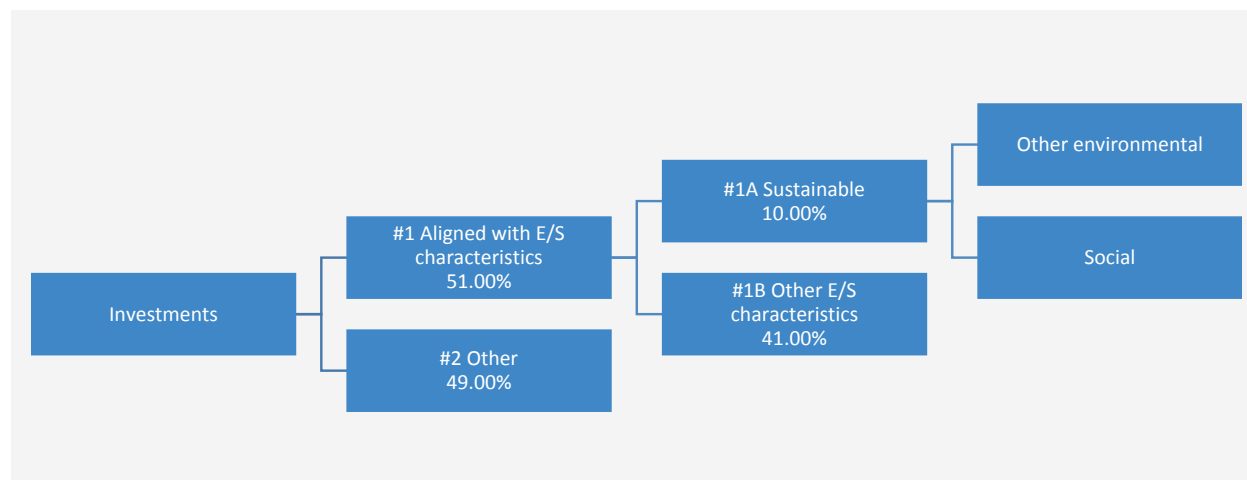 Investments
#1 Aligned with E/S
characteristics
51.00%
#2 Other
49.00%
#1A Sustainable
10.00%
#1B Other E/S
characteristics
41.00%
Other environmental
Social